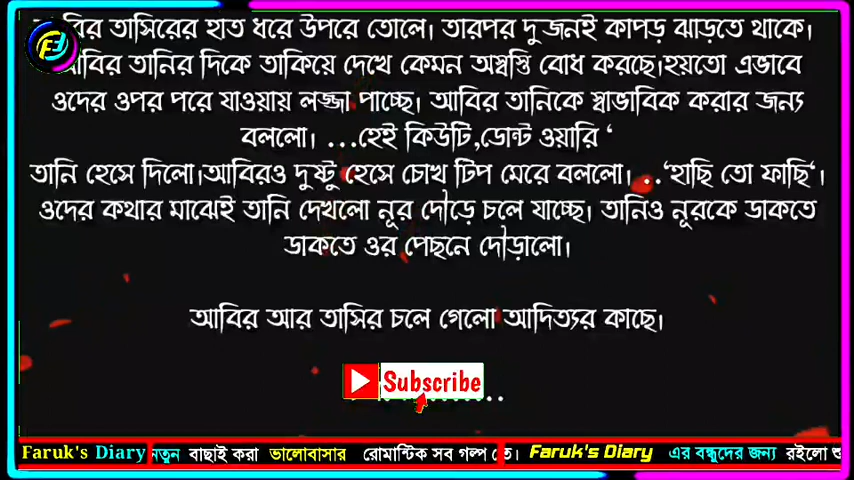 তাসিরের হাত ধরে উপরে তোলে। তারপর দুজনই কাপড় ঝাড়তে থাকে।
আবির তানির দিকে তাকিয়ে দেখে কেমন অস্বস্তি বোধ করছে।হয়তো এভাবে
ওদের ওপর পরে যাওয়ায় লজ্জা পাচ্ছে। আবির তানিকে স্বাভাবিক করার জন্য
বললো। ...হেই কিউটি,ডোন্ট ওয়ারি ‘
তানি হেসে দিলো।আবিরও দুষ্টু হেসে চোখ টিপ মেরে বললো। ..‘হাছি তো ফাছি‘।
ওদের কথার মাঝেই তানি দেখলো নূর দৌড়ে চলে যাচ্ছে। তানিও নূরকে ডাকতে
ডাকতে ওর পেছনে দৌড়ালো।
আবির আর তাসির চলে গেলো আদিত্যর কাছে।
Subscribe
Faruk's Diary নতুন বাছাই করা ভালোবাসার রোমান্টিক সব গল্প পেতে। Faruk's Diary এর বন্ধুদের জন্য রইলো